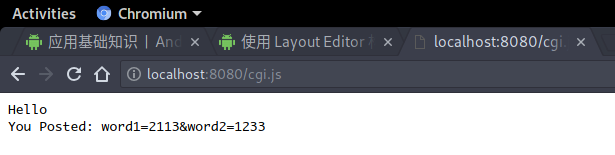 Activities Chromium
应用基础知识 | And 使用 Layout Editor localhost:8080/cgi.
localhost:8080/cgi.js
Hello
You Posted: word1=2113&word2=1233